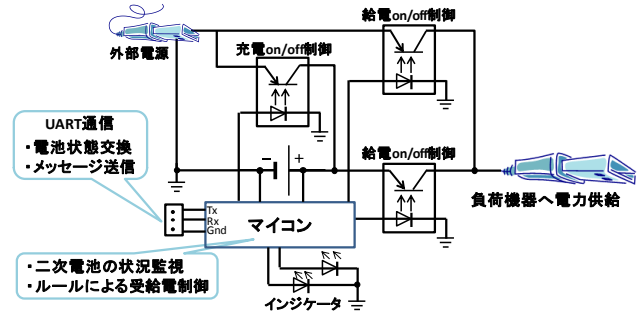 給電on/off制御
外部電源
充電on/off制御
UART通信
・電池状態交換
・メッセージ送信
− +
給電on/off制御
負荷機器へ電力供給
Tx
Rx
Gnd
マイコン
・二次電池の状況監視
・ルールによる受給電制御
インジケータ